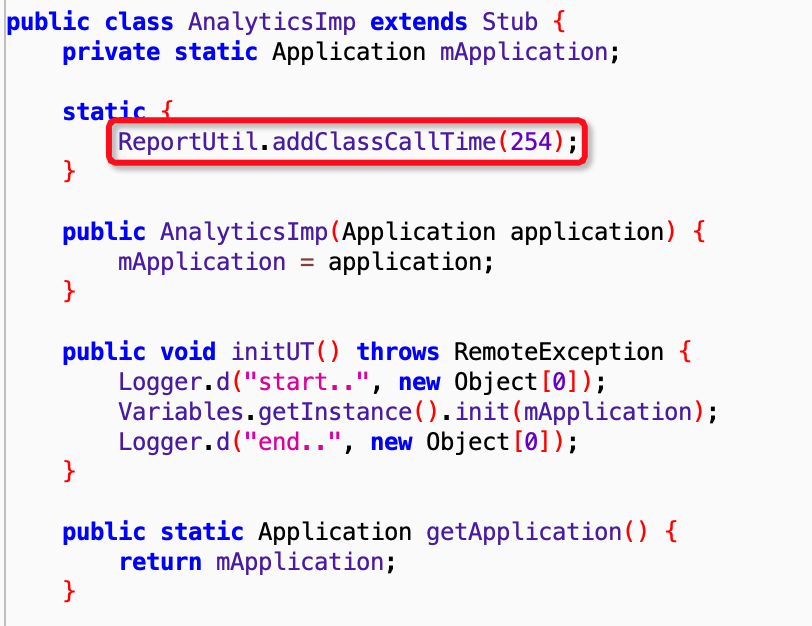 public class AnalyticsImp extends Stub {
    private static Application mApplication;

    static {
        ReportUtil.addClassCallTime(254);
    }

    public AnalyticsImp(Application application) {
        mApplication = application;
    }

    public void initUT() throws RemoteException {
        Logger.d("start..", new Object[0]);
        Variables.getInstance().init(mApplication);
        Logger.d("end..", new Object[0]);
    }

    public static Application getApplication() {
        return mApplication;
    }